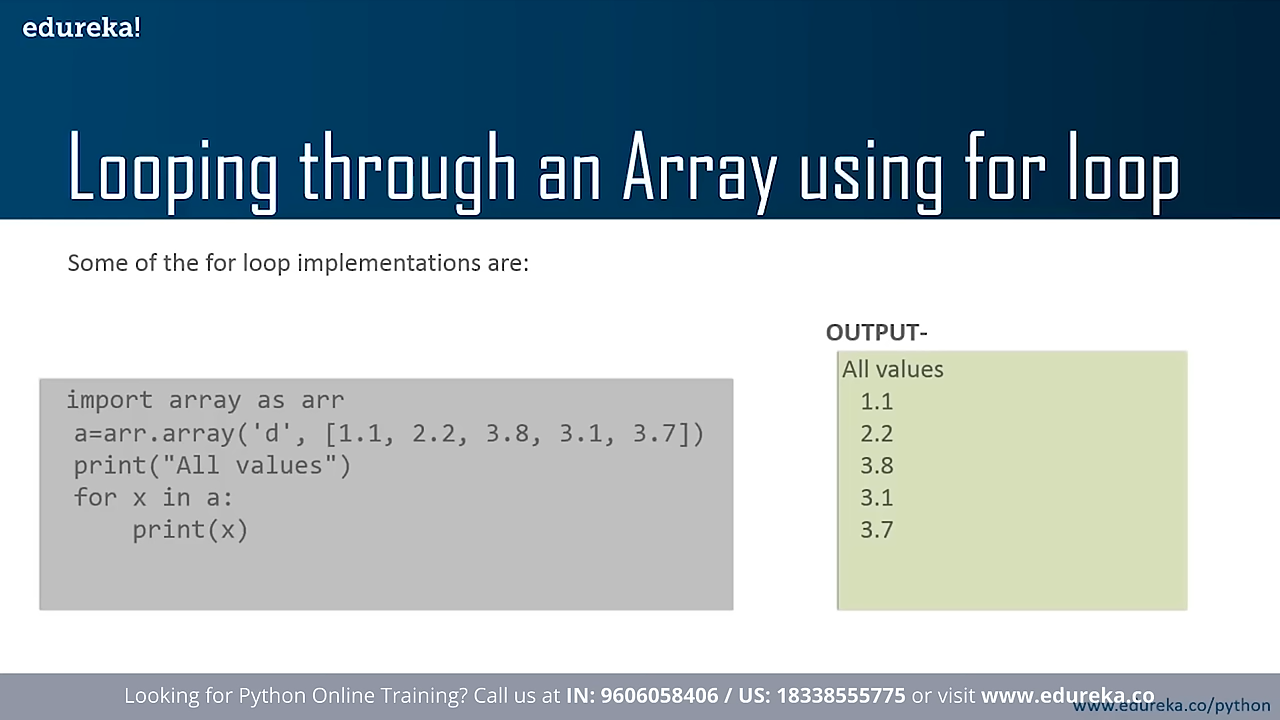 edureka!
Looping through an Array using for loop
Some of the for loop implementations are:
OUTPUT-
import array as arr
a=arr.array('d', [1.1, 2.2, 3.8, 3.1, 3.7])
print("All values")
for x in a:
    print(x)
All values
1.1
2.2
3.8
3.1
3.7
Looking for Python Online Training? Call us at IN: 9606058406 / US: 18338555775 or visit www.edureka.co
www.edureka.co/python